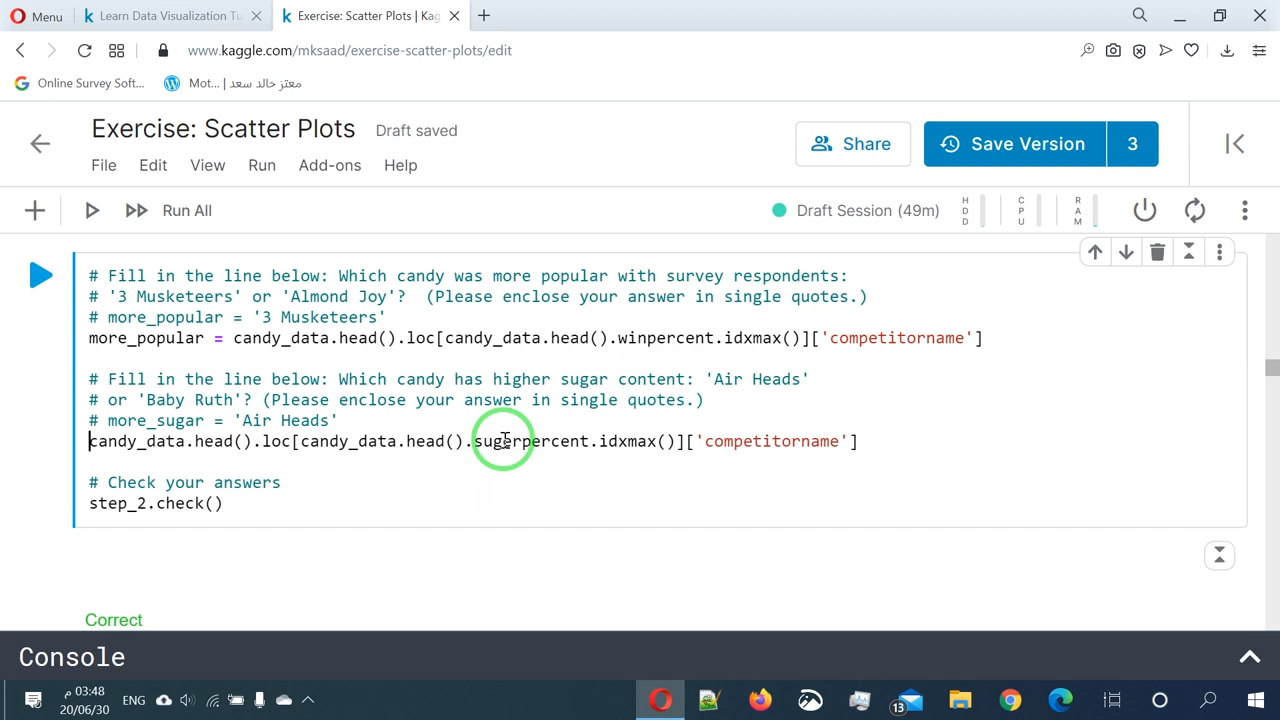 Menu
Learn Data Visualization Tu
Exercise: Scatter Plots | Kag
www.kaggle.com/mksaad/exercise-scatter-plots/edit
Online Survey Soft...
Mot... | معتز خالد سعد
Exercise: Scatter Plots
Draft saved
File Edit View Run Add-ons Help
Share
Save Version
3
Run All
Draft Session (49m)
HDD
CPU
RAM
# Fill in the line below: Which candy was more popular with survey respondents:
# '3 Musketeers' or 'Almond Joy'?  (Please enclose your answer in single quotes.)
# more_popular = '3 Musketeers'
more_popular = candy_data.head().loc[candy_data.head().winpercent.idxmax()]['competitorname']
# Fill in the line below: Which candy has higher sugar content: 'Air Heads'
# or 'Baby Ruth'? (Please enclose your answer in single quotes.)
# more_sugar = 'Air Heads'
candy_data.head().loc[candy_data.head().sugerpercent.idxmax()]['competitorname']
# Check your answers
step_2.check()
Correct
Console
ENG
03:48 م
20/06/30
13